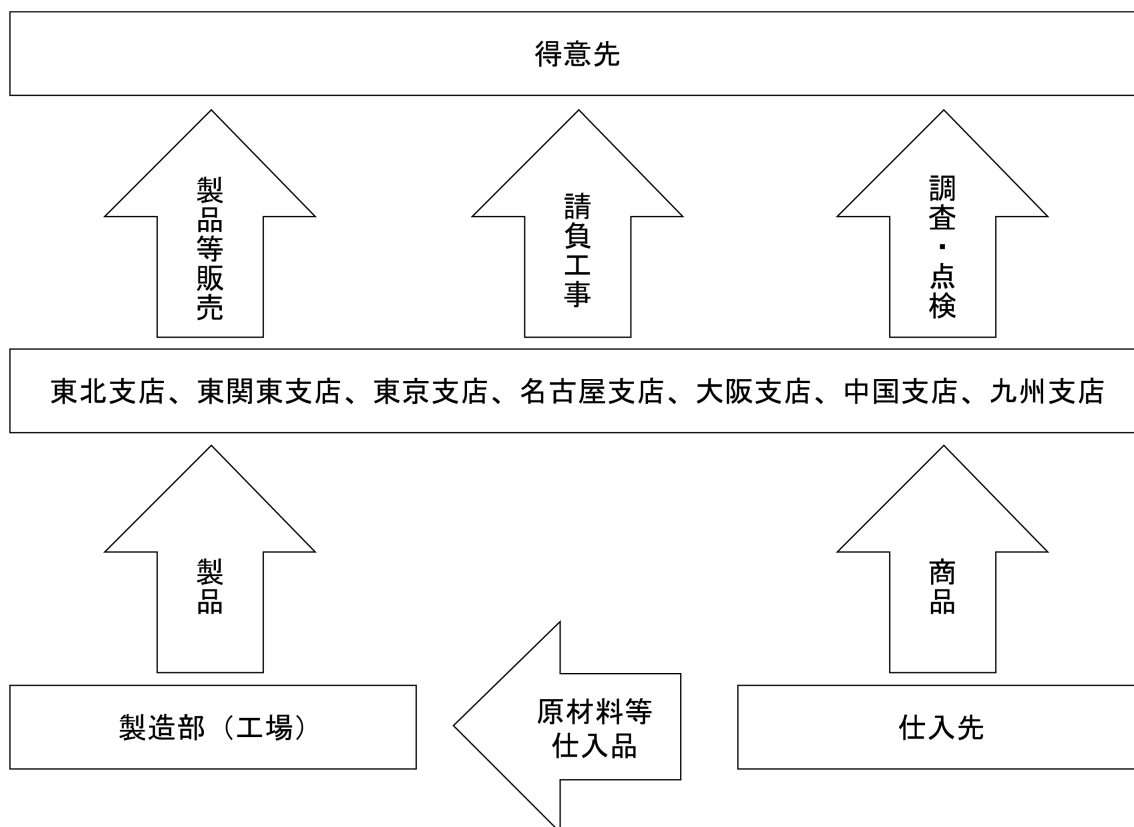 得意先
製品等販売
請負工事
調査・点検
東北支店、東関東支店、東京支店、名古屋支店、大阪支店、中国支店、九州支店
製品
商品
製造部（工場）
原材料等
仕入品
仕入先